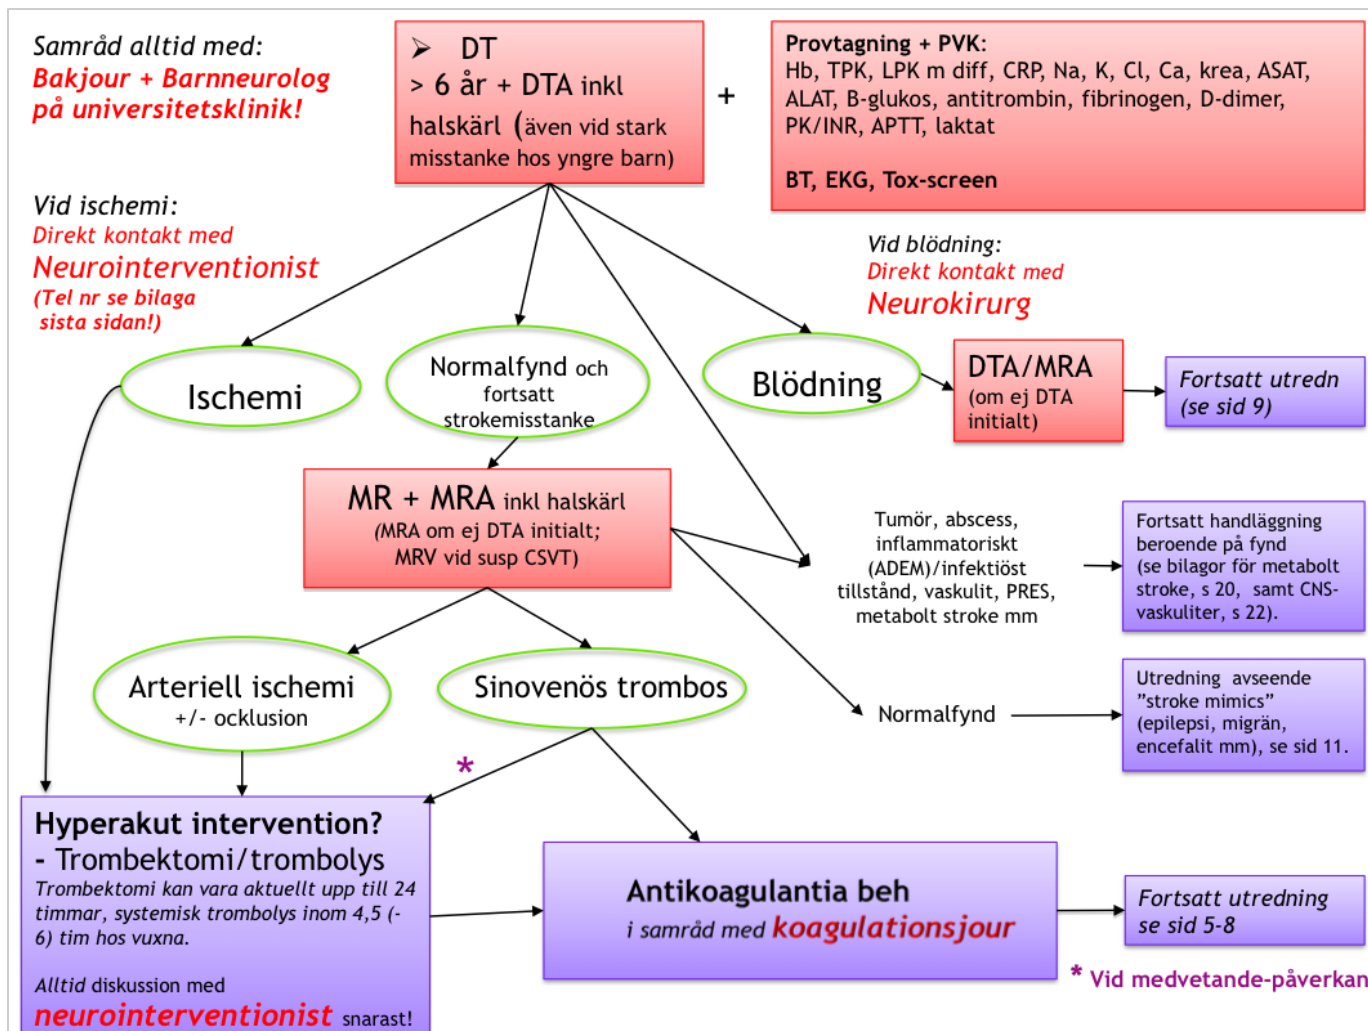 Samråd alltid med:
Bakjour + Barnneurolog
på universitetsklinik!
➢ DT
> 6 år + DTA inkl
halskärl (även vid stark
misstanke hos yngre barn)
+
Provtagning + PVK:
Hb, TPK, LPK m diff, CRP, Na, K, Cl, Ca, krea, ASAT,
ALAT, B-glukos, antitrombin, fibrinogen, D-dimer,
PK/INR, APTT, laktat
BT, EKG, Tox-screen
Vid ischemi:
Direkt kontakt med
Neurointerventionist
(Tel nr se bilaga
sista sidan!)
Vid blödning:
Direkt kontakt med
Neurokirurg
Ischemi
Normalfynd och
fortsatt
strokemisstanke
Blödning
DTA/MRA
(om ej DTA
initialt)
Fortsatt utredn
(se sid 9)
MR + MRA inkl halskärl
(MRA om ej DTA initialt;
MRV vid susp CSVT)
Tumör, abscess,
inflammatoriskt
(ADEM)/infektiöst
tillstånd, vaskulit, PRES,
metabolt stroke mm
Fortsatt handläggning
beroende på fynd
(se bilagor för metabolt
stroke, s 20, samt CNS-
vaskuliter, s 22).
Arteriell ischemi
+/- ocklusion
Sinovenös trombos
Normalfynd
Utredning avseende
”stroke mimics”
(epilepsi, migrän,
encefalit mm), se sid 11.
*
Hyperakut intervention?
- Trombektomi/trombolys
Trombektomi kan vara aktuellt upp till 24
timmar, systemisk trombolys inom 4,5 (-
6) tim hos vuxna.
Alltid diskussion med
neurointerventionist snarast!
Antikoagulantia beh
i samråd med koagulationsjour
Fortsatt utredning
se sid 5-8
* Vid medvetande-påverkan